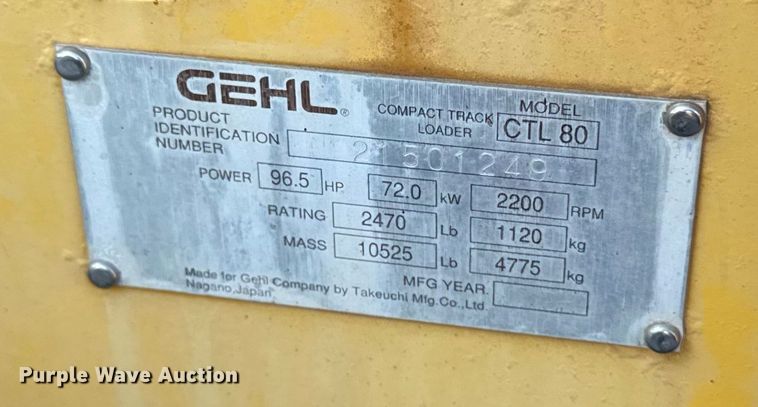 GEHL®
COMPACT TRACK LOADER
MODEL
CTL 80
PRODUCT
IDENTIFICATION
NUMBER
21501249
POWER 96.5 HP 72.0 kW 2200 RPM
RATING 2470 Lb 1120 kg
MASS 10525 Lb 4775 kg
MFG YEAR.
Made for Gehl Company by Takeuchi Mfg.Co.,Ltd.
Nagano,Japan
Purple Wave Auction